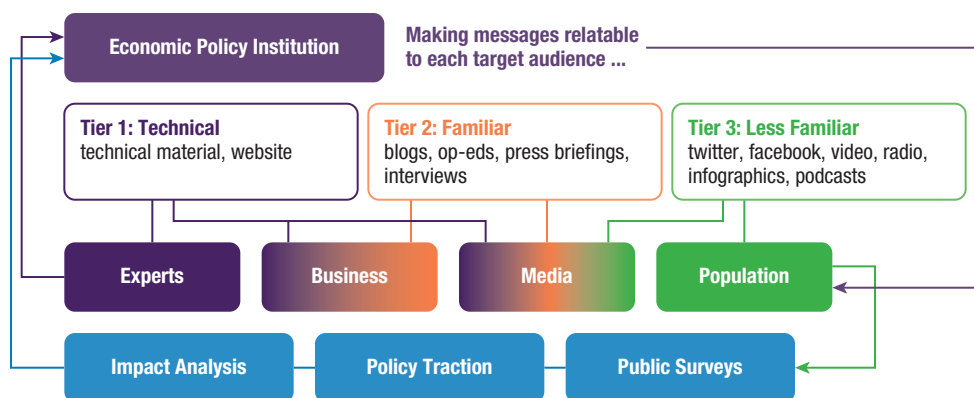 Economic Policy Institution
Making messages relatable
to each target audience ...
Tier 1: Technical
technical material, website
Tier 2: Familiar
blogs, op-eds, press briefings,
interviews
Tier 3: Less Familiar
twitter, facebook, video, radio,
infographics, podcasts
Experts
Business
Media
Population
Impact Analysis
Policy Traction
Public Surveys